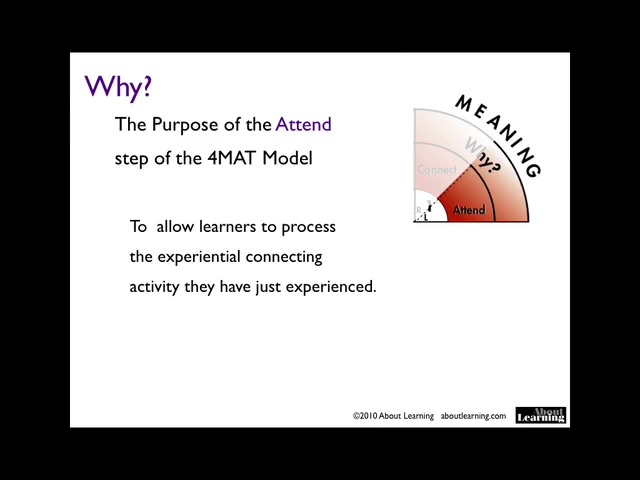 Why?
The Purpose of the Attend
step of the 4MAT Model
MEANING
Why?
Connect
Attend
R
L
To allow learners to process
the experiential connecting
activity they have just experienced.
©2010 About Learning aboutlearning.com
About
Learning